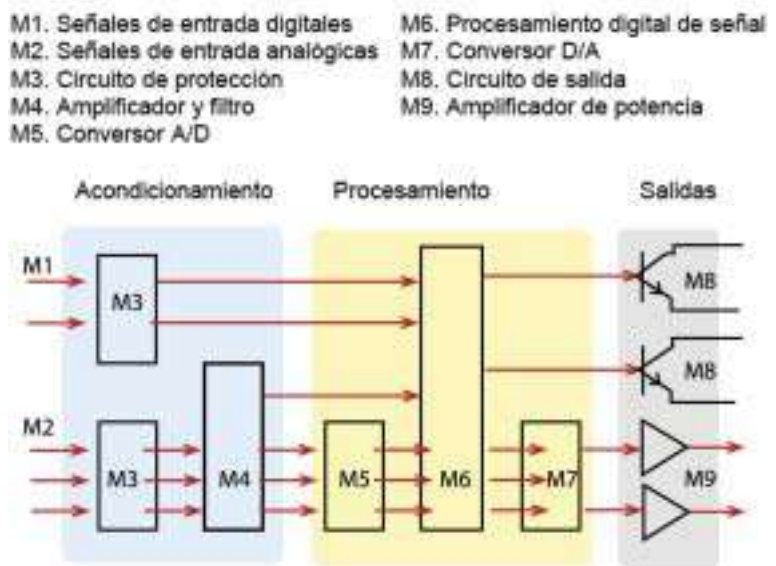 M1. Señales de entrada digitales
M2. Señales de entrada analógicas
M3. Circuito de protección
M4. Amplificador y filtro
M5. Conversor A/D
M6. Procesamiento digital de señal
M7. Conversor D/A
M8. Circuito de salida
M9. Amplificador de potencia
Acondicionamiento
Procesamiento
Salidas
M1
M3
M8
M8
M2
M3
M4
M5
M6
M7
M9